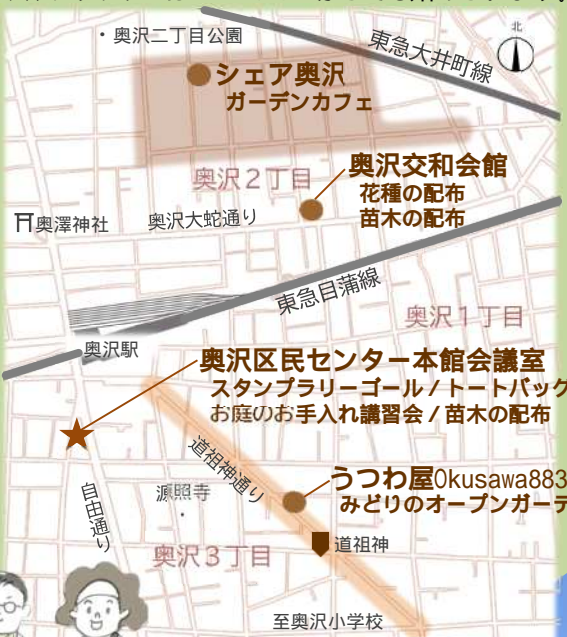 北
・奥沢二丁目公園
東急大井町線
シェア奥沢
ガーデンカフェ
奥沢2丁目
奥沢交和会館
花種の配布
苗木の配布
奥澤神社
奥沢大蛇通り
東急目蒲線
奥沢1丁目
奥沢駅
奥沢区民センター本館会議室
スタンプラリーゴール/トートバッグ
お庭のお手入れ講習会/苗木の配布
道祖神通り
うつわ屋Okusawa883
みどりのオープンガーデ
自由通り
源照寺
道祖神
奥沢3丁目
至奥沢小学校